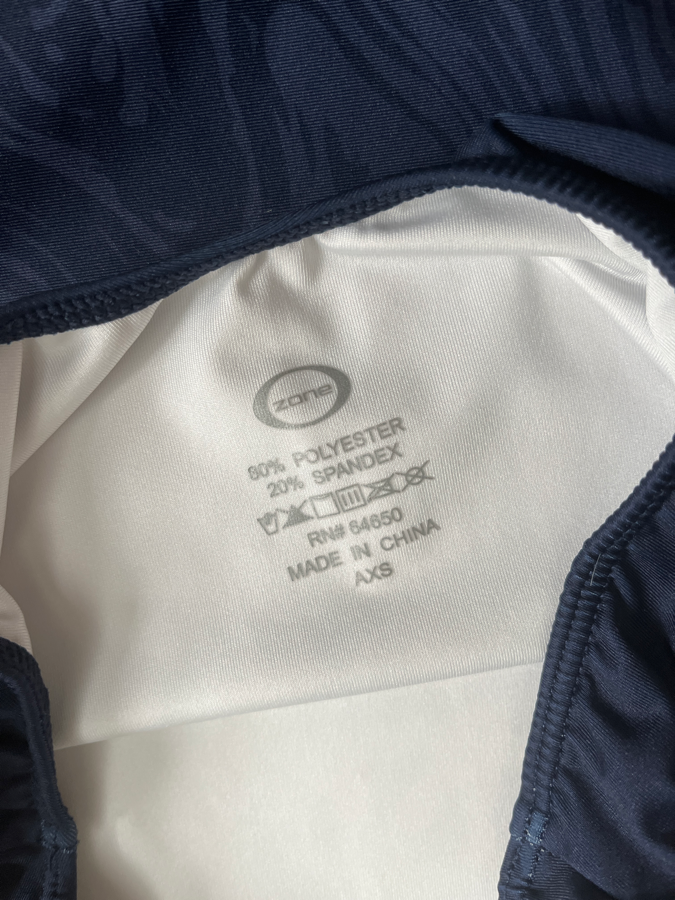 zone
80% POLYESTER
20% SPANDEX
RN# 64650
MADE IN CHINA
AXS